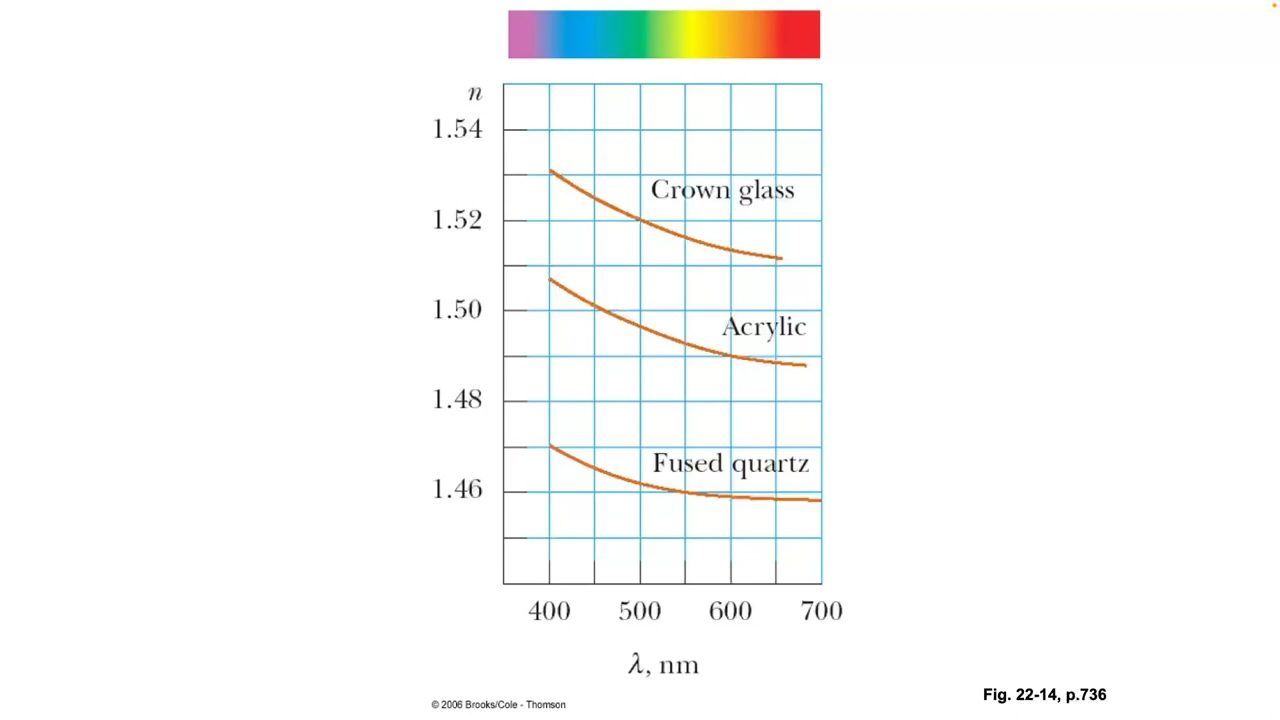 n
1.54
Crown glass
1.52
1.50
Acrylic
1.48
Fused quartz
1.46
400 500 600 700
λ, nm
Fig. 22-14, p.736
© 2006 Brooks/Cole - Thomson